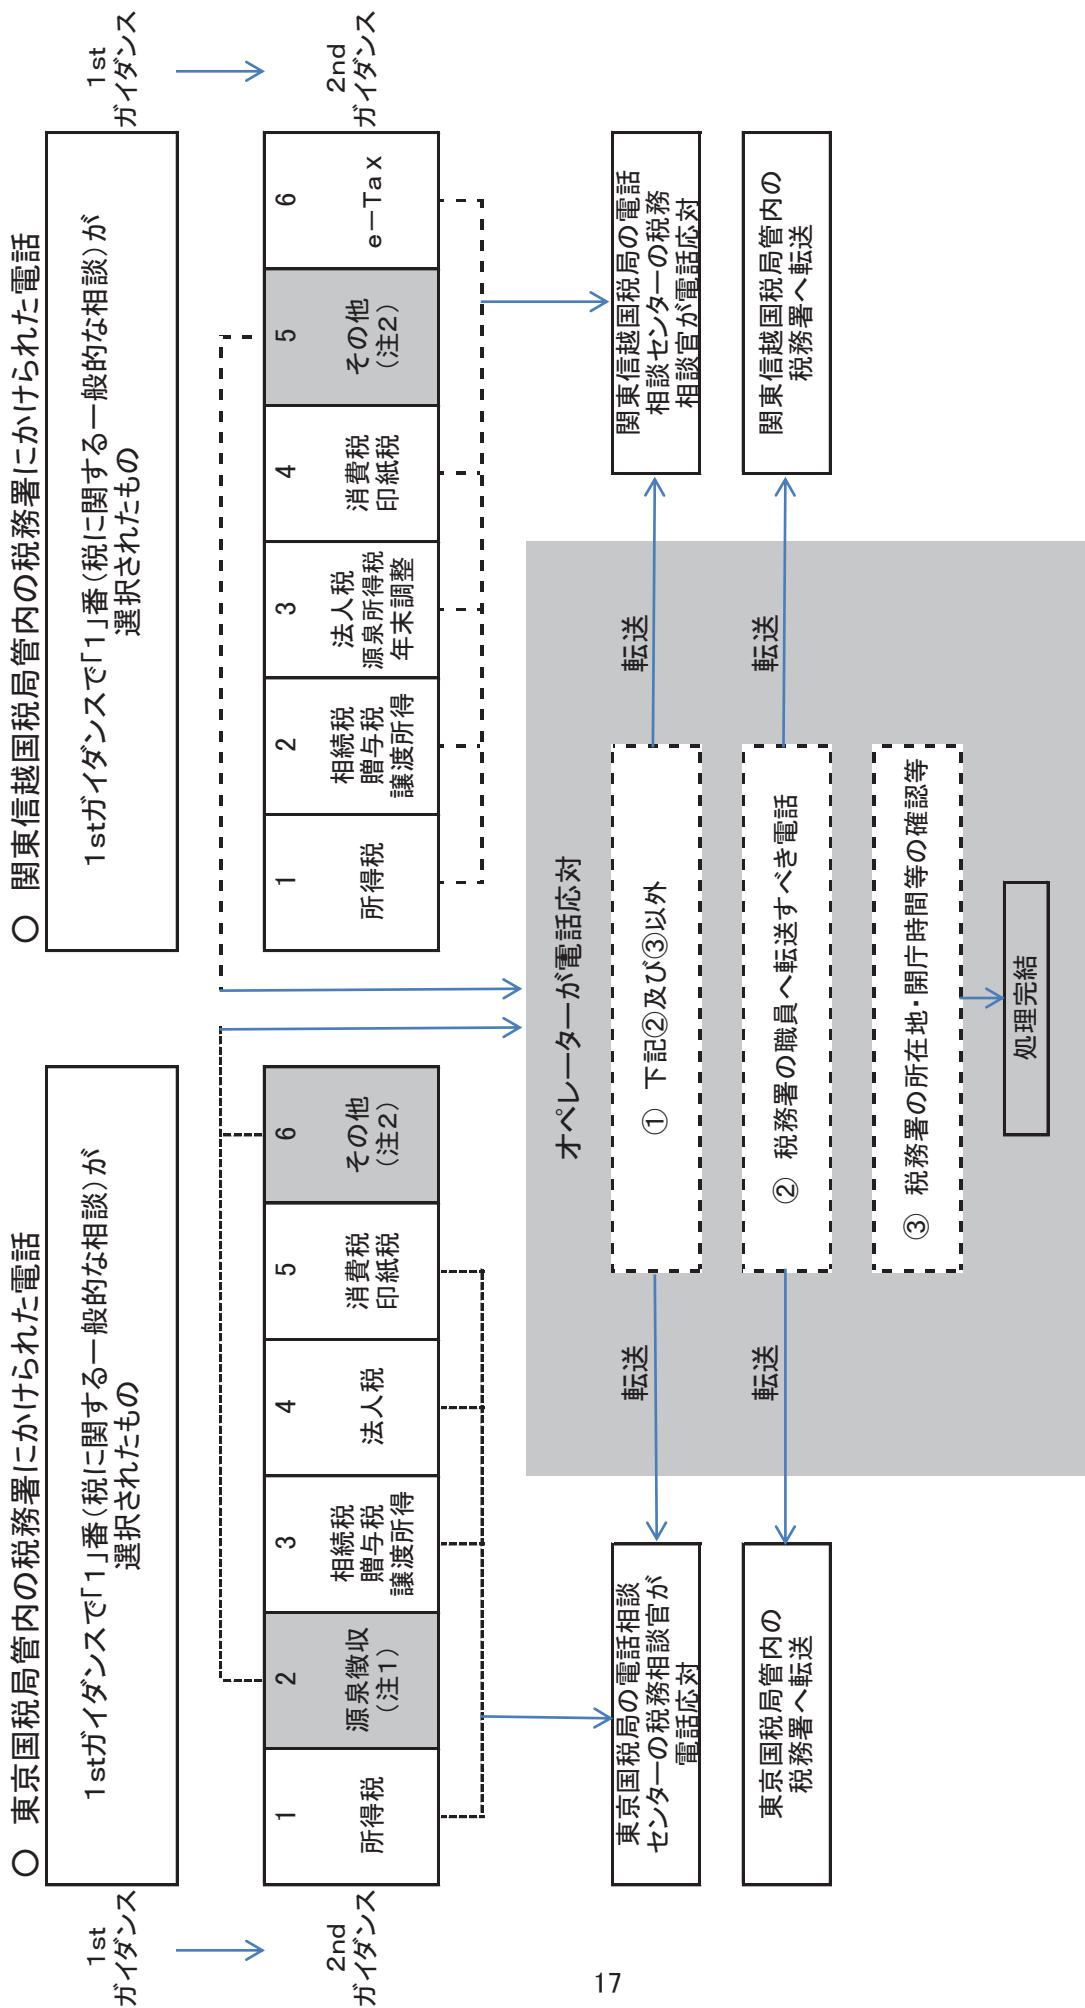 ○ 東京国税局管内の税務署にかけられた電話
1st
ガイダンス
1stガイダンスで「1」番(税に関する一般的な相談)が
選択されたもの
2nd
ガイダンス
1
所得税
2
源泉徴収
(注1)
3
相続税
贈与税
譲渡所得
4
法人税
5
消費税
印紙税
6
その他
(注2)
○ 関東信越国税局管内の税務署にかけられた電話
1stガイダンスで「1」番(税に関する一般的な相談)が
選択されたもの
1st
ガイダンス
1
所得税
2
相続税
贈与税
譲渡所得
3
法人税
源泉所得税
年末調整
4
消費税
印紙税
5
その他
(注2)
6
e-Tax
2nd
ガイダンス
オペレーターが電話応対
東京国税局の電話相談
センターの税務相談官が
電話応対
転送
① 下記②及び③以外
転送
関東信越国税局の電話
相談センターの税務
相談官が電話応対
東京国税局管内の
税務署へ転送
転送
② 税務署の職員へ転送すべき電話
転送
関東信越国税局管内の
税務署へ転送
③ 税務署の所在地・開庁時間等の確認等
処理完結
17